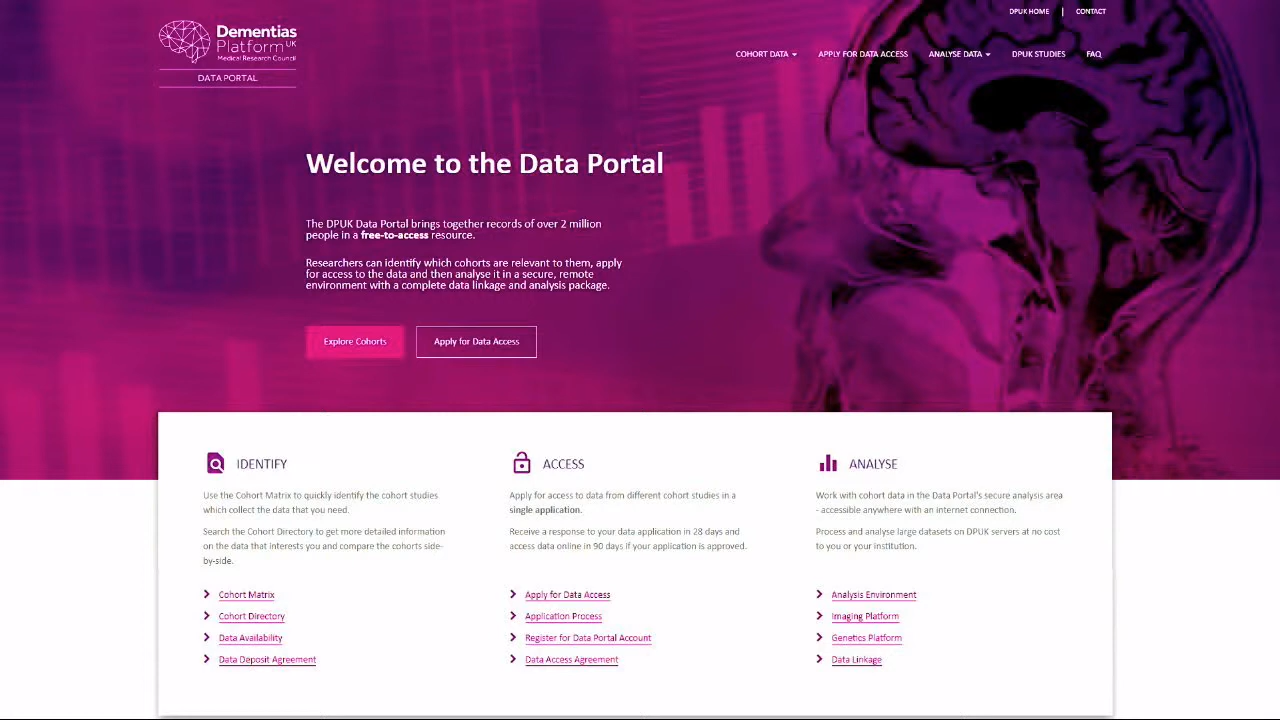 DPUK HOME | CONTACT
Dementias
Platform UK
Medical Research Council
DATA PORTAL
COHORT DATA APPLY FOR DATA ACCESS ANALYSE DATA DPUK STUDIES FAQ
Welcome to the Data Portal
The DPUK Data Portal brings together records of over 2 million
people in a free-to-access resource.
Researchers can identify which cohorts are relevant to them, apply
for access to the data and then analyse it in a secure, remote
environment with a complete data linkage and analysis package.
Explore Cohorts Apply for Data Access
IDENTIFY
Use the Cohort Matrix to quickly identify the cohort studies
which collect the data that you need.
Search the Cohort Directory to get more detailed information
on the data that interests you and compare the cohorts side-
by-side.
Cohort Matrix
Cohort Directory
Data Availability
Data Deposit Agreement
ACCESS
Apply for access to data from different cohort studies in a
single application.
Receive a response to your data application in 28 days and
access data online in 90 days if your application is approved.
Apply for Data Access
Application Process
Register for Data Portal Account
Data Access Agreement
ANALYSE
Work with cohort data in the Data Portal's secure analysis area
- accessible anywhere with an internet connection.
Process and analyse large datasets on DPUK servers at no cost
to you or your institution.
Analysis Environment
Imaging Platform
Genetics Platform
Data Linkage